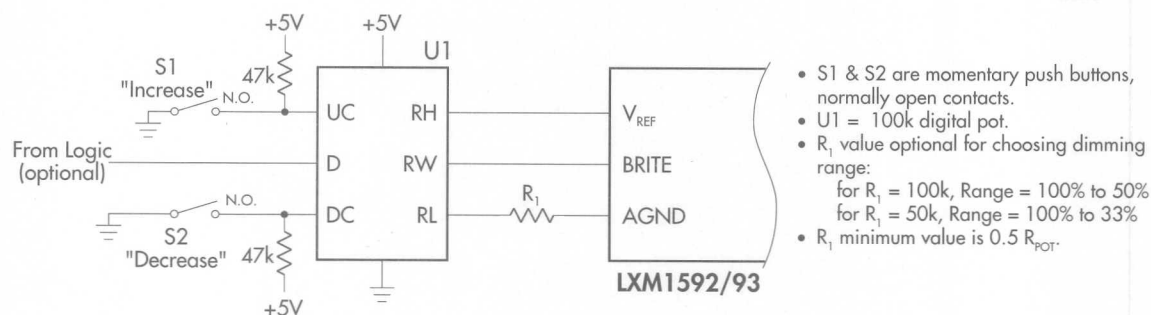 +5V
+5V
U1
S1
"Increase"
47k
N.O.
UC
RH
V_REF
From Logic
(optional)
D
RW
BRITE
DC
RL
R₁
AGND
N.O.
S2
"Decrease"
47k
+5V
LXM1592/93
• S1 & S2 are momentary push buttons,
normally open contacts.
• U1 = 100k digital pot.
• R₁ value optional for choosing dimming
range:
for R₁ = 100k, Range = 100% to 50%
for R₁ = 50k, Range = 100% to 33%
• R₁ minimum value is 0.5 R_POT.